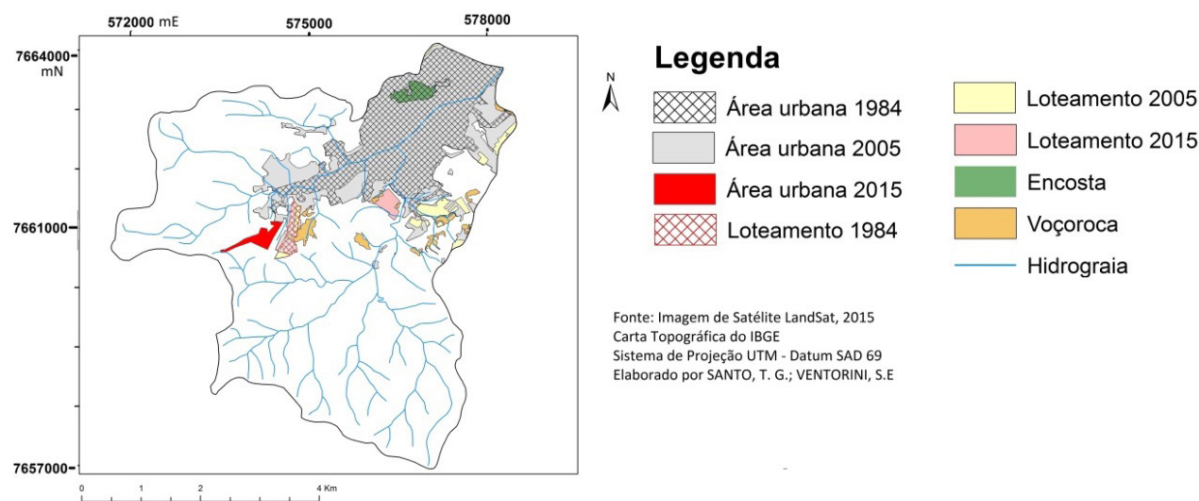 572000 mE
575000
578000
7664000
mN
7661000
7657000
0 1 2 4 Km
N
Legenda
Área urbana 1984
Área urbana 2005
Área urbana 2015
Loteamento 1984
Loteamento 2005
Loteamento 2015
Encosta
Voçoroca
Hidrograia
Fonte: Imagem de Satélite LandSat, 2015
Carta Topográfica do IBGE
Sistema de Projeção UTM - Datum SAD 69
Elaborado por SANTO, T. G.; VENTORINI, S.E